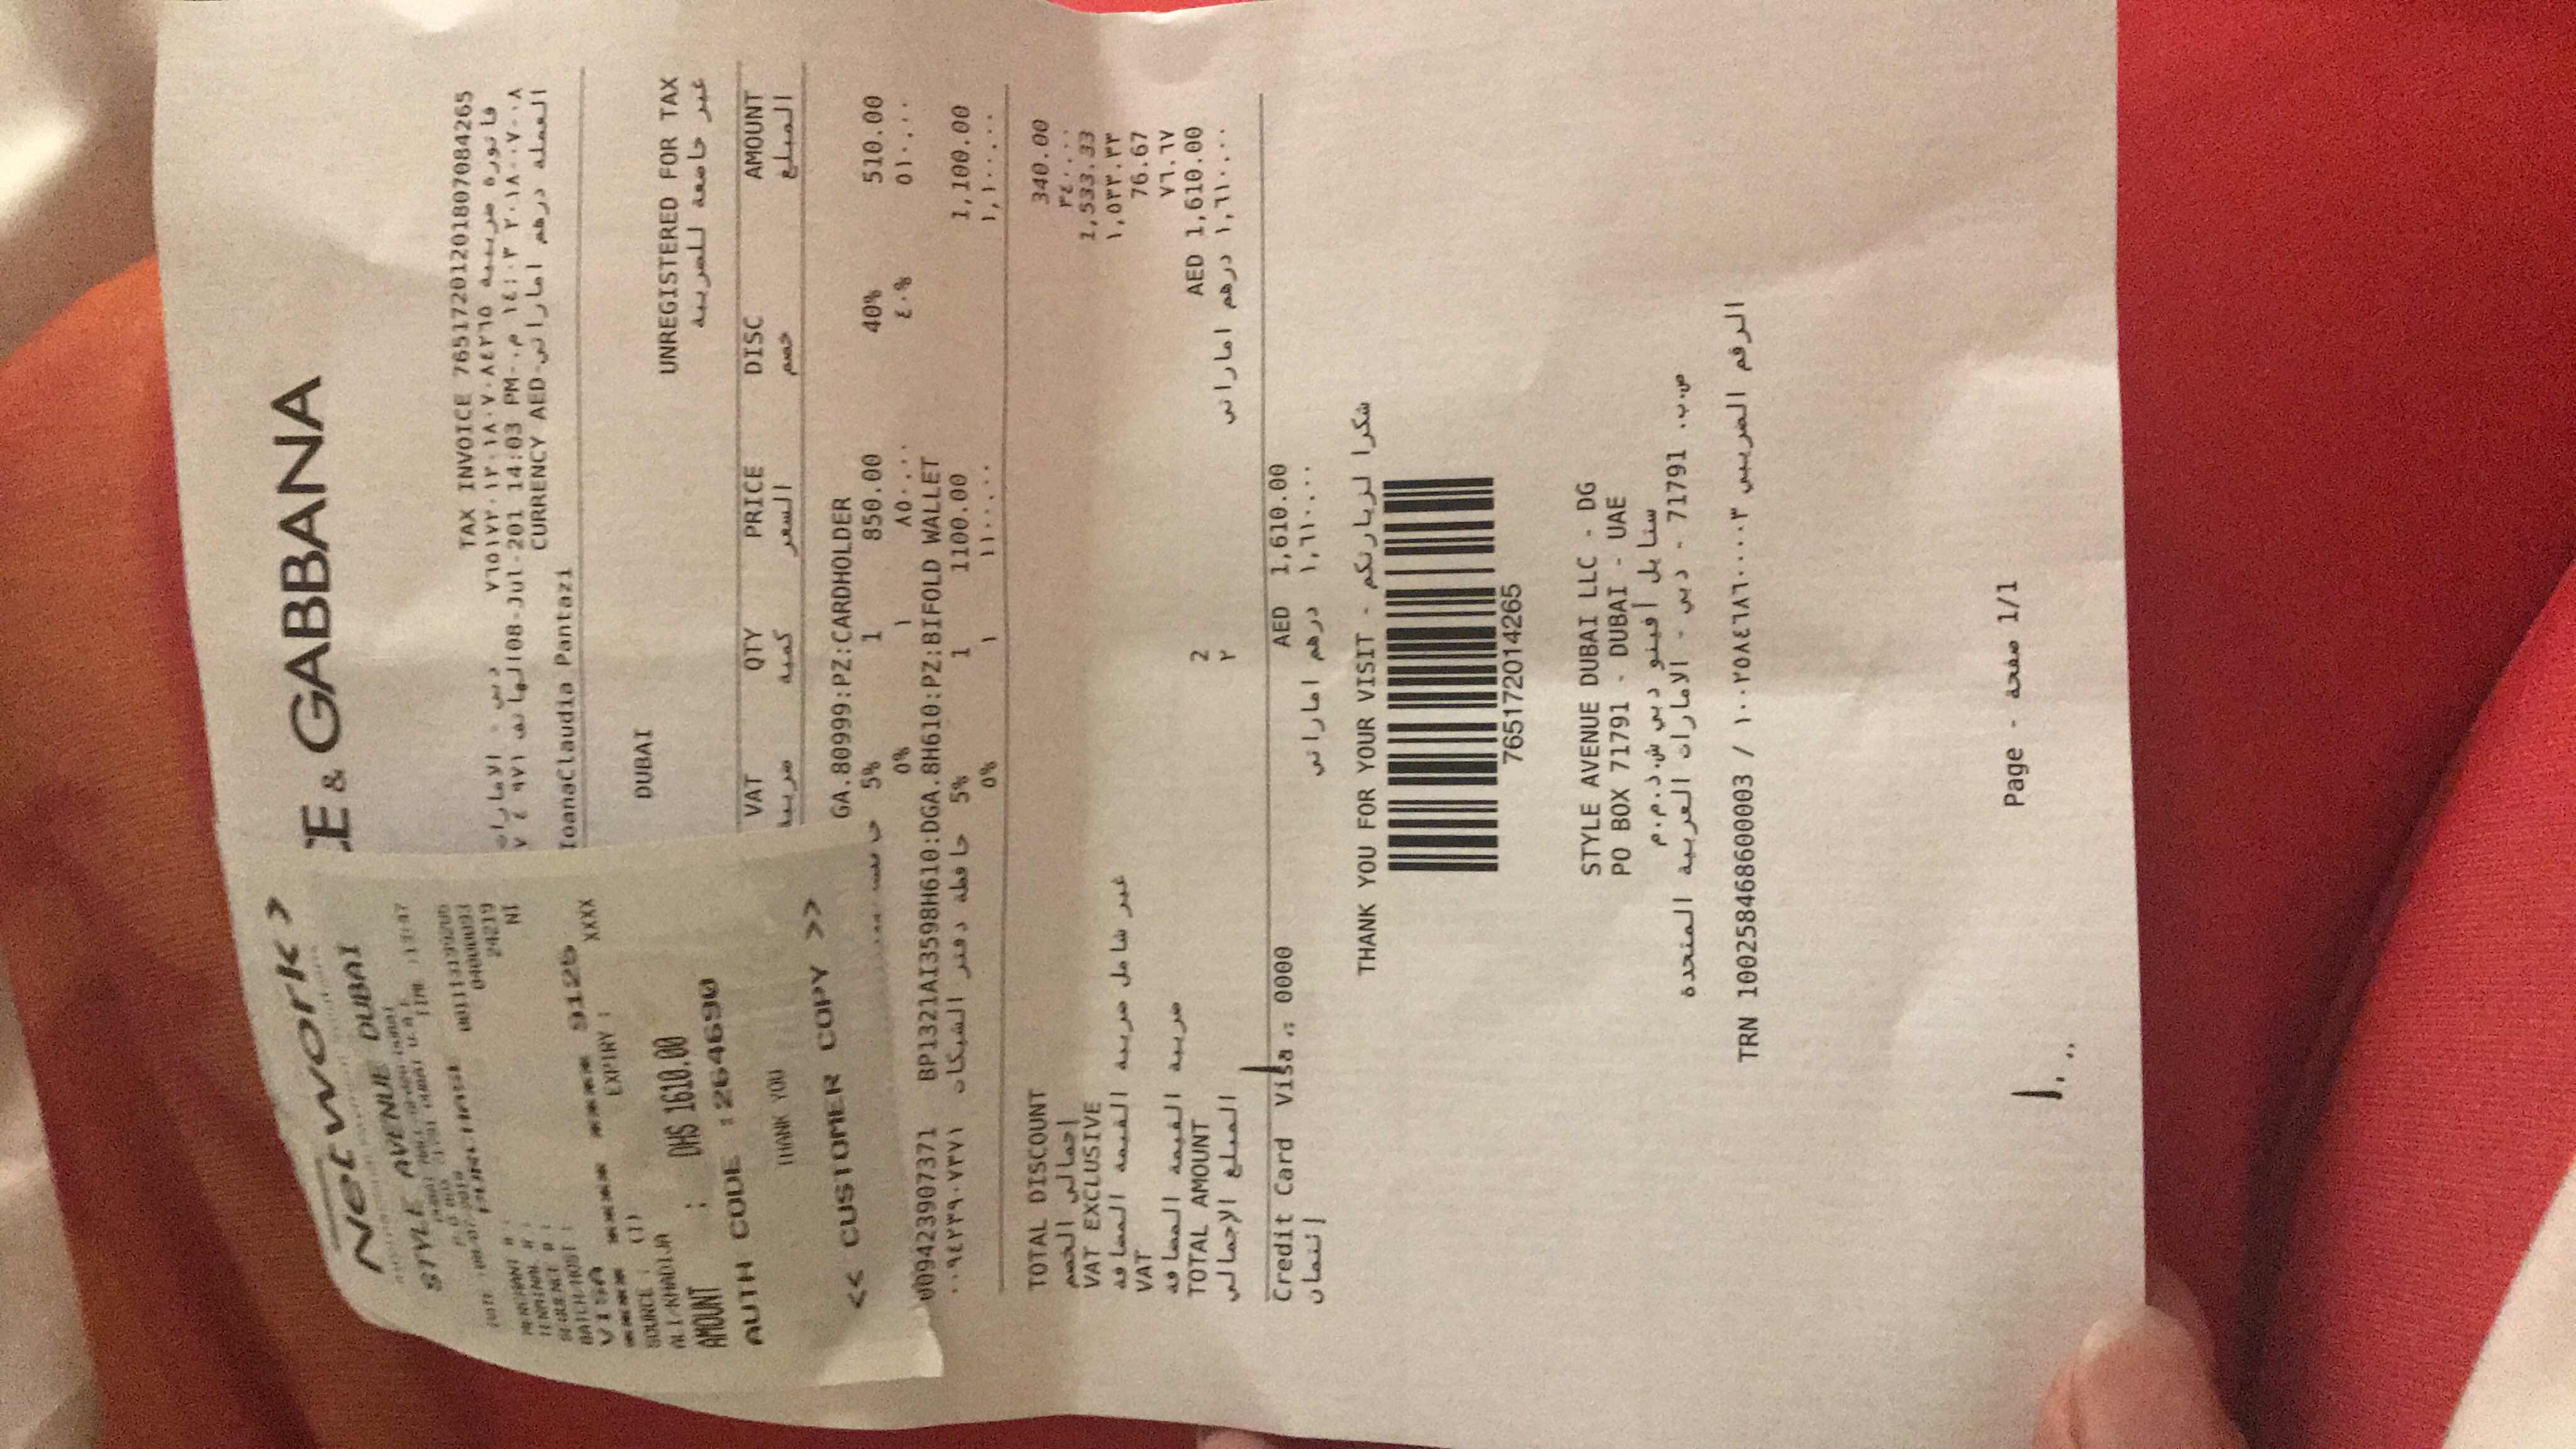 Network>
STYLE AVENUE DUBAI
P.O BOX 71791 DUBAI U.A.E
DATE :08/07/2018 TIME :13:47
PURCHASE
MERCHANT # :
TERMINAL # : 04000093
SEQUENCE # : 24219
BATCH/HOST : NI
VISA
**** **** **** 9125
EXPIRY : XXXX
SOURCE : (I)
ALI/KHADIJA
AMOUNT : DHS 1610.00
AUTH CODE :264690
THANK YOU
<< CUSTOMER COPY >>
E & GABBANA
TAX INVOICE 765172012018070​84265
فاتورة ضريبية ٧٦٥١٧٢٠١٢٠١٨٠٧٠٨٤٢٦٥
دبي - الامارات
08-Jul-201 14:03 PM-٢٠١٨-٠٧-٠٨ ١٤:٠٣ م.
الهاتف ٩٧١ ٤ ٧
CURRENCY AED-العملة درهم اماراتي
IoanaClaudia Pantazi
DUBAI
UNREGISTERED FOR TAX
غير خاضعة للضريبة
VAT QTY PRICE DISC AMOUNT
ضريبة كمية السعر خصم المبلغ
GA.80999:PZ:CARDHOLDER
5% 1 850.00 40% 510.00
٥% ١ ٨٥٠.٠٠ ٤٠% ٥١٠.٠٠
009423907371 BP1321AI3598H610:DGA.8H610:PZ:BIFOLD WALLET
٠٠٩٤٢٣٩٠٧٣٧١ حافظة دفتر الشيكات 5% 1 1100.00 1,100.00
٥% ١ ١١٠٠.٠٠ ١,١٠٠.٠٠
TOTAL DISCOUNT 340.00
إجمالي الخصم ٣٤٠.٠٠
VAT EXCLUSIVE 1,533.33
غير شامل ضريبة القيمة المضافة ١,٥٣٣.٣٣
VAT 76.67
ضريبة القيمة المضافة ٧٦.٦٧
TOTAL AMOUNT 2 AED 1,610.00
المبلغ الإجمالي ٢ ١,٦١٠.٠٠ درهم اماراتي
Credit Card Visa .: 0000 AED 1,610.00
إئتمان ١,٦١٠.٠٠ درهم اماراتي
THANK YOU FOR YOUR VISIT - شكرا لزيارتكم
765172014265
STYLE AVENUE DUBAI LLC - DG
PO BOX 71791 - DUBAI - UAE
ستايل أفينو دبي ش.ذ.م.م
ص.ب. 71791 - دبي - الامارات العربية المتحدة
TRN 100258468600003 / الرقم الضريبي ١٠٠٢٥٨٤٦٨٦٠٠٠٠٣
Page - صفحة 1/1